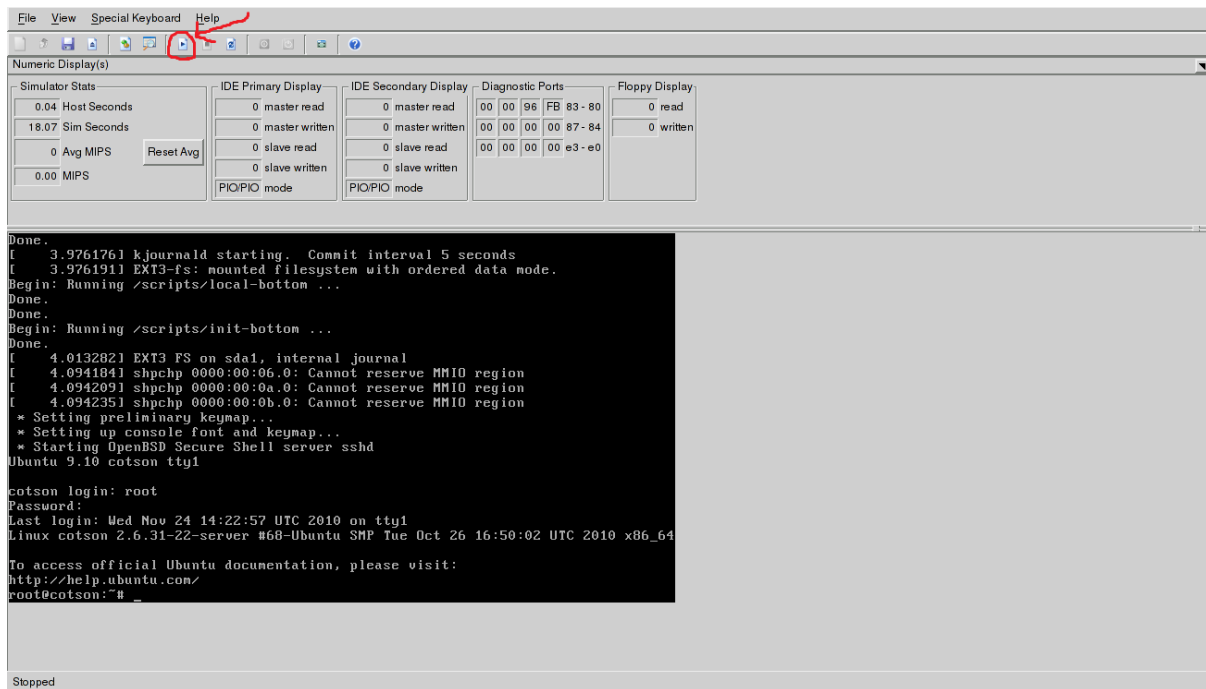 File View Special Keyboard Help
Numeric Display(s)
Simulator Stats
0.04 Host Seconds
18.07 Sim Seconds
0 Avg MIPS Reset Avg
0.00 MIPS
IDE Primary Display
0 master read
0 master written
0 slave read
0 slave written
PIO/PIO mode
IDE Secondary Display
0 master read
0 master written
0 slave read
0 slave written
PIO/PIO mode
Diagnostic Ports
00 00 96 FB 83 - 80
00 00 00 00 87 - 84
00 00 00 00 e3 - e0
Floppy Display
0 read
0 written
Done.
[    3.976176] kjournald starting.  Commit interval 5 seconds
[    3.976191] EXT3-fs: mounted filesystem with ordered data mode.
Begin: Running /scripts/local-bottom ...
Done.
Done.
Begin: Running /scripts/init-bottom ...
Done.
[    4.013282] EXT3 FS on sda1, internal journal
[    4.094184] shpchp 0000:00:06.0: Cannot reserve MMIO region
[    4.094209] shpchp 0000:00:0a.0: Cannot reserve MMIO region
[    4.094235] shpchp 0000:00:0b.0: Cannot reserve MMIO region
* Setting preliminary keymap...
* Setting up console font and keymap...
* Starting OpenBSD Secure Shell server sshd
Ubuntu 9.10 cotson tty1
cotson login: root
Password:
Last login: Wed Nov 24 14:22:57 UTC 2010 on tty1
Linux cotson 2.6.31-22-server #68-Ubuntu SMP Tue Oct 26 16:50:02 UTC 2010 x86_64
To access official Ubuntu documentation, please visit:
http://help.ubuntu.com/
root@cotson:~# _
Stopped